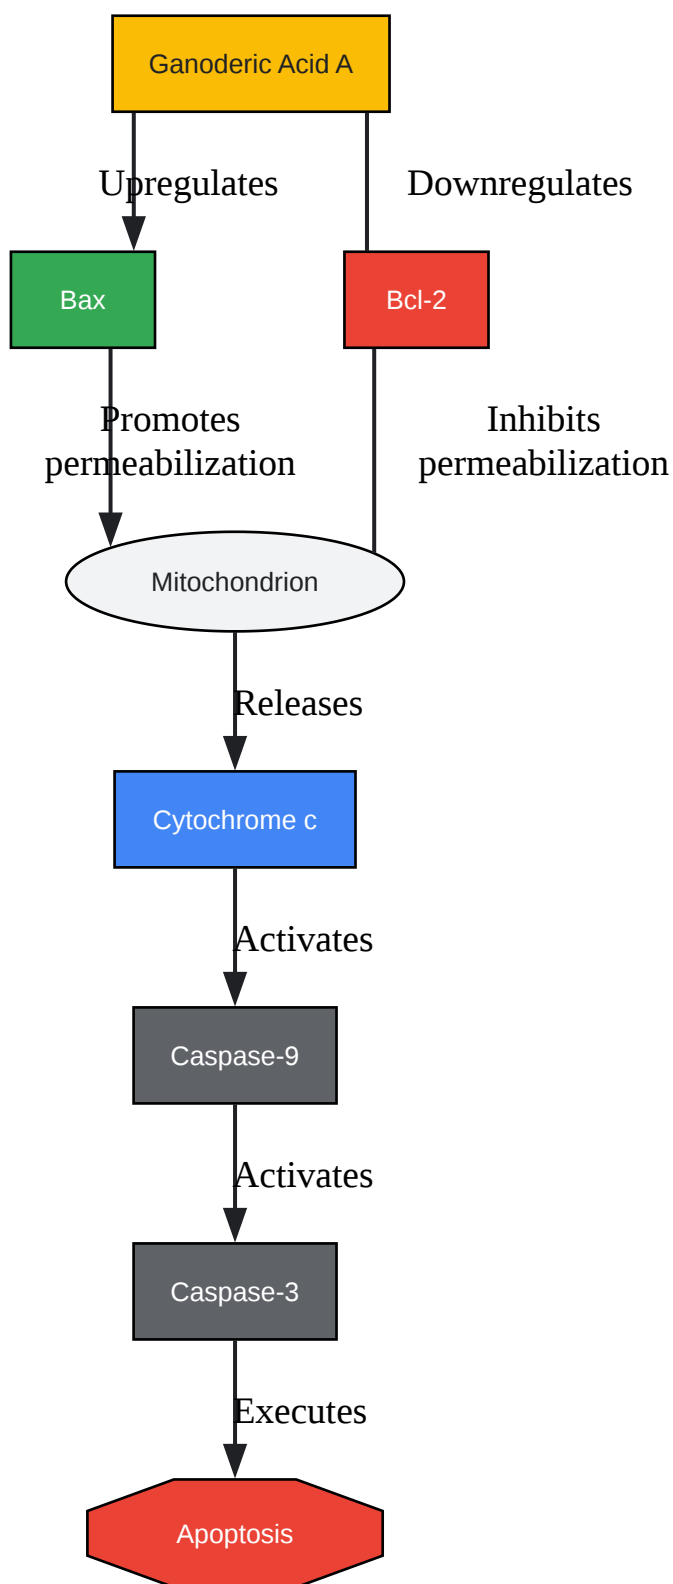 Ganoderic Acid A
Upregulates
Downregulates
Bax
Bcl-2
Promotes
permeabilization
Inhibits
permeabilization
Mitochondrion
Releases
Cytochrome c
Activates
Caspase-9
Activates
Caspase-3
Executes
Apoptosis